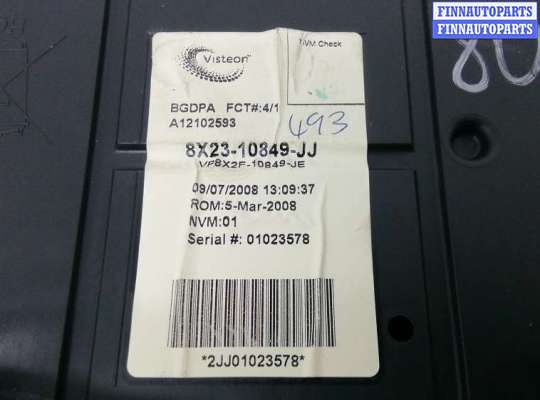 FINNAUTOPARTS
FINNAUTOPARTS
Visteon
NVM Check
BGDPA FCT#:4/1
A12102593
493
8X23-10849-JJ
VF8X2F-10849-JE
09/07/2008 13:09:37
ROM:5-Mar-2008
NVM:01
Serial #: 01023578
*2JJ01023578*